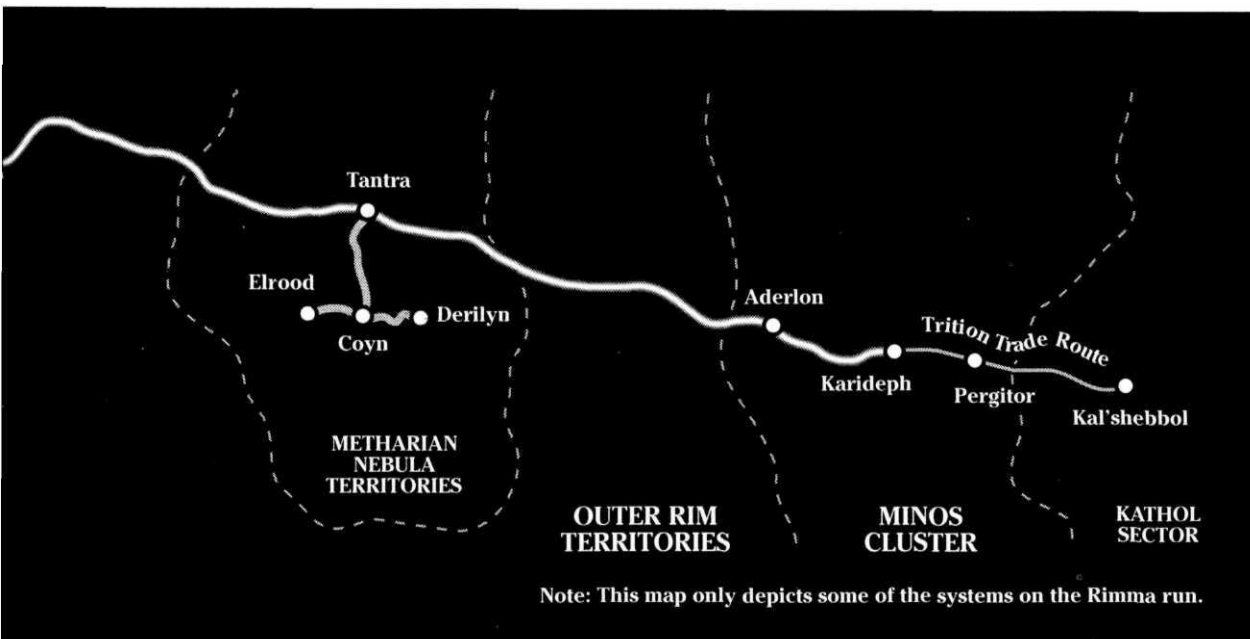 Tantra
Elrood
Derilyn
Coyn
Aderlon
Trition Trade Route
Karideph
Pergitor
Kal'shebbol
METHARIAN
NEBULA
TERRITORIES
OUTER RIM
TERRITORIES
MINOS
CLUSTER
KATHOL
SECTOR
Note: This map only depicts some of the systems on the Rimma run.